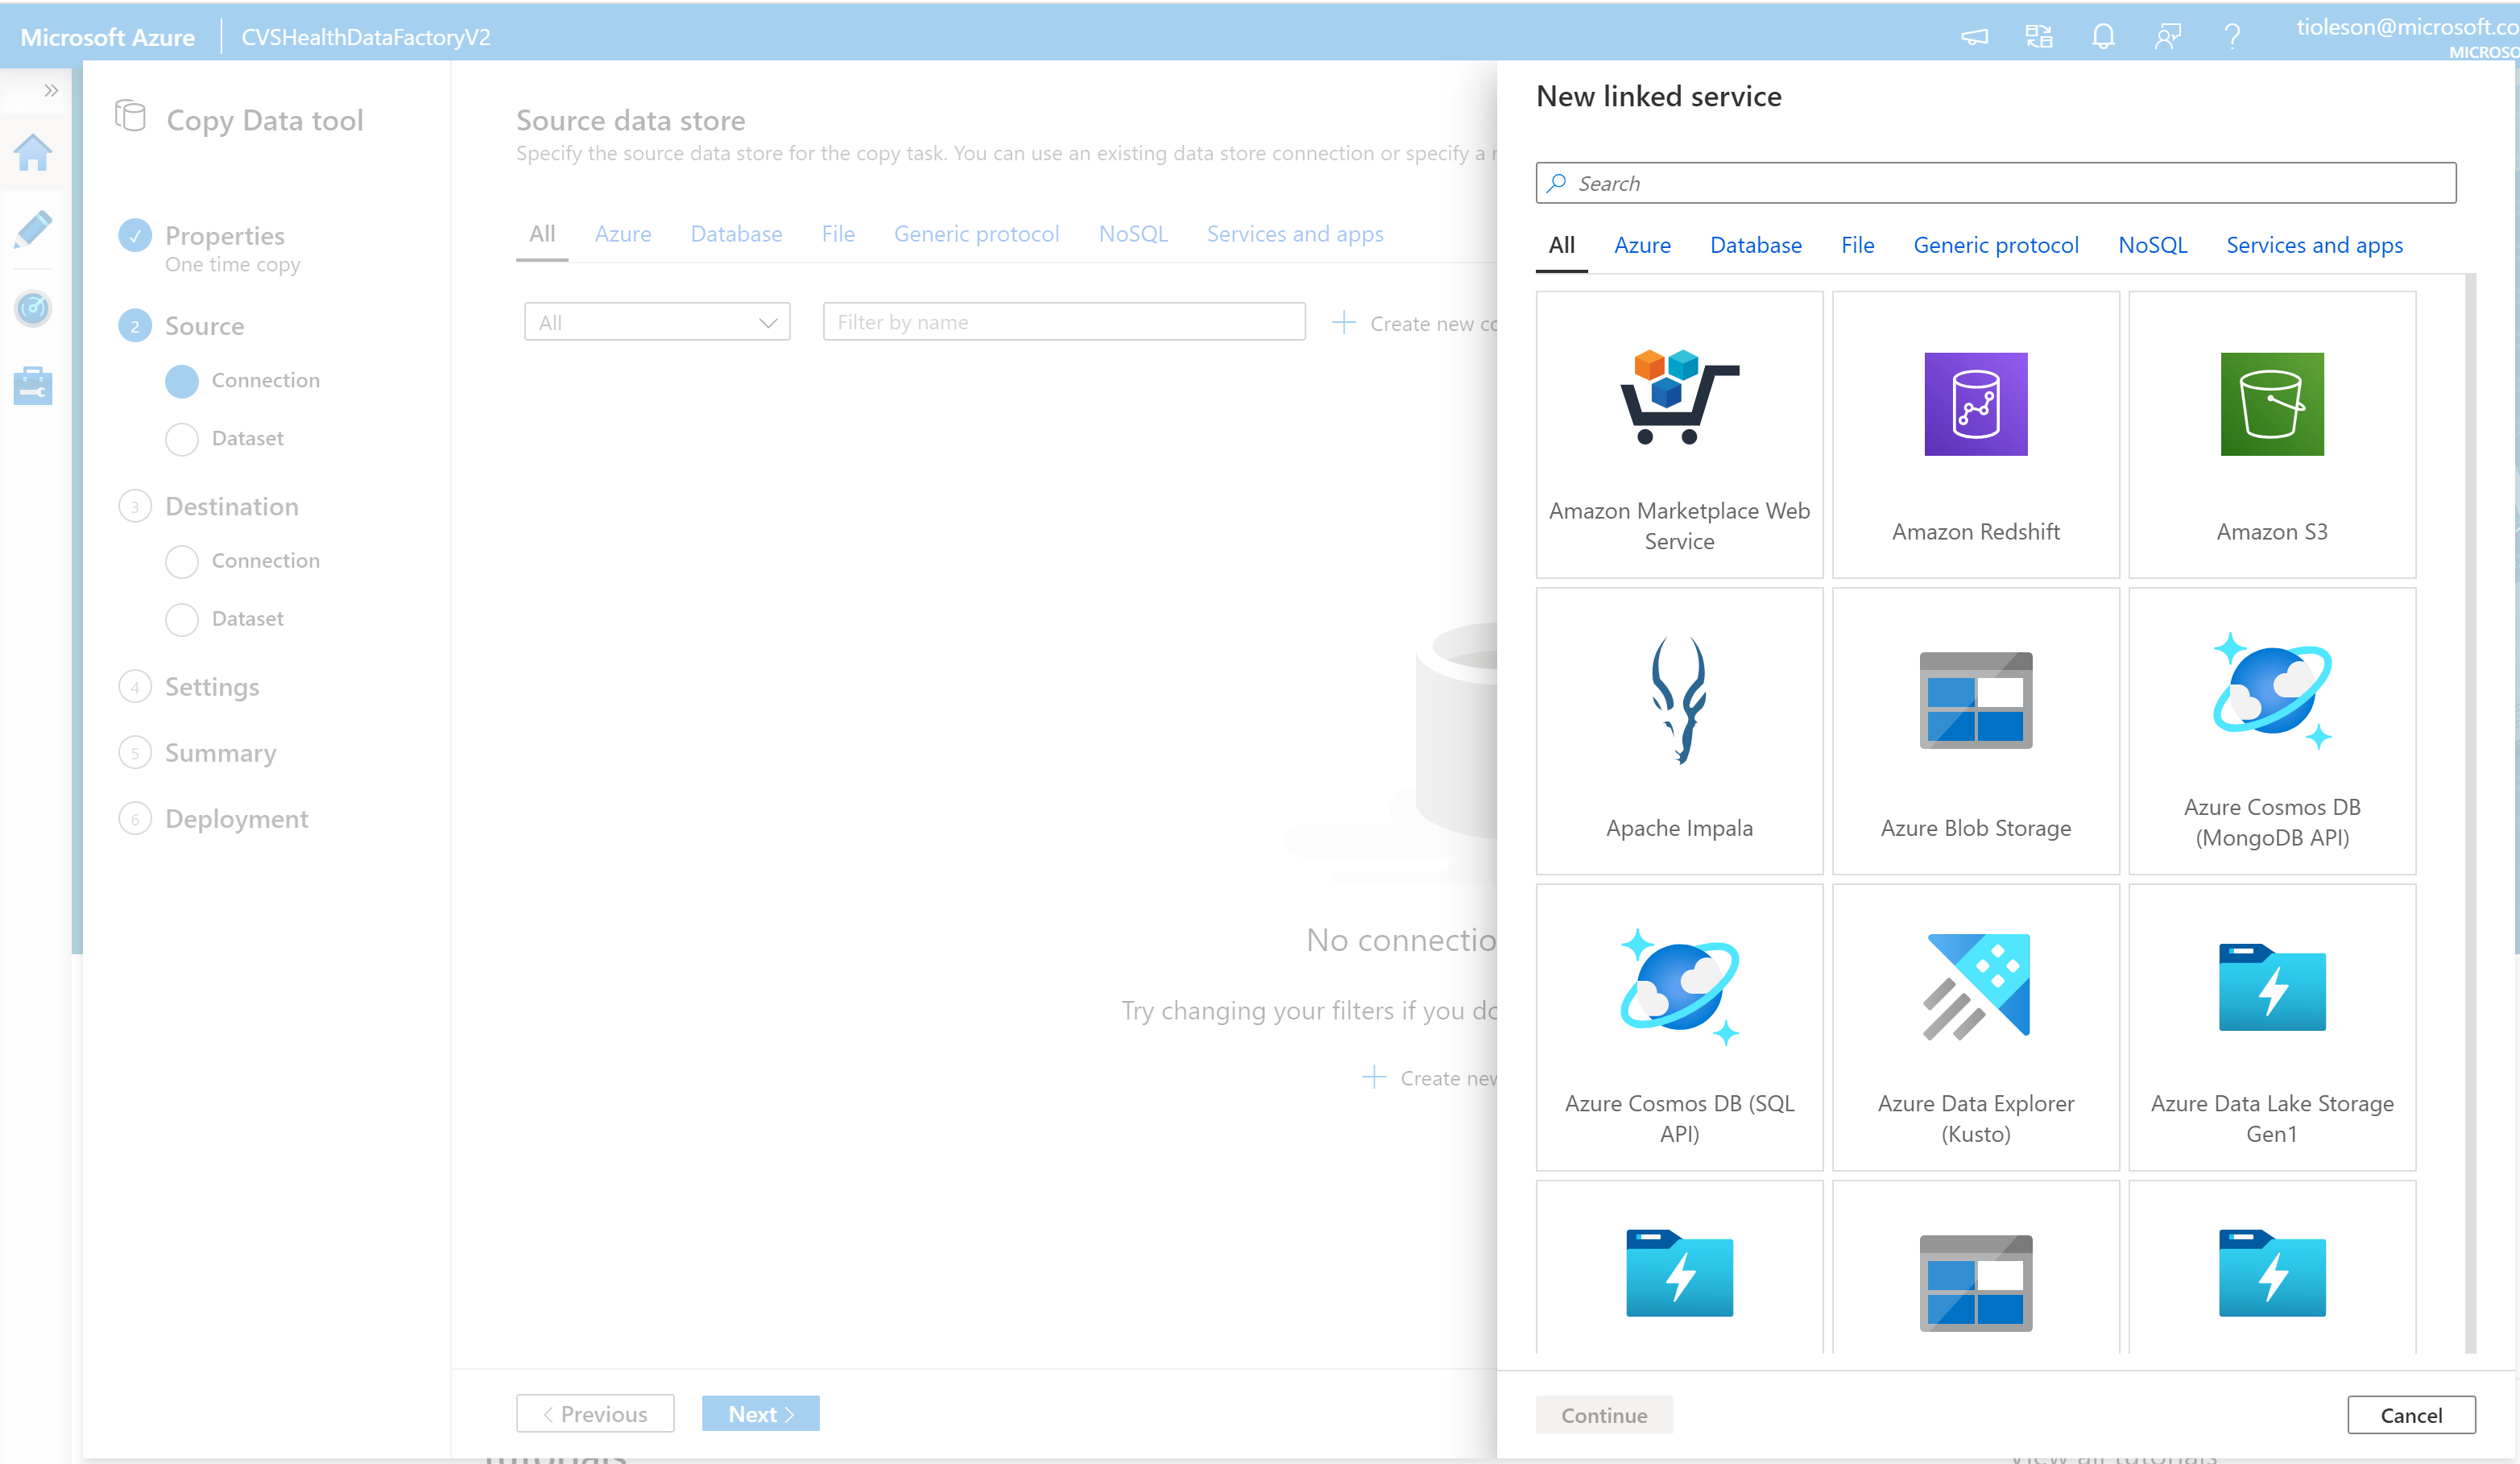 Microsoft Azure
CVSHealthDataFactoryV2
tioleson@microsoft.co
MICROSO
Copy Data tool
Properties
One time copy
2 Source
Connection
Dataset
3 Destination
Connection
Dataset
4 Settings
5 Summary
6 Deployment
Source data store
Specify the source data store for the copy task. You can use an existing data store connection or specify a
All Azure Database File Generic protocol NoSQL Services and apps
All
Filter by name
Create new co
No connectio
Try changing your filters if you do
Create new
Previous
Next
New linked service
Search
All Azure Database File Generic protocol NoSQL Services and apps
Amazon Marketplace Web
Service
Amazon Redshift
Amazon S3
Apache Impala
Azure Blob Storage
Azure Cosmos DB
(MongoDB API)
Azure Cosmos DB (SQL
API)
Azure Data Explorer
(Kusto)
Azure Data Lake Storage
Gen1
Continue
Cancel